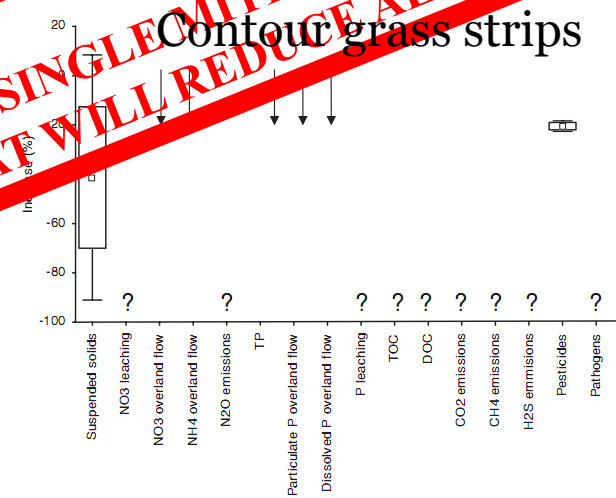 Contour grass strips
SINGLE MIT
AT WILL REDUCE AL
20
-60
-80
-100
(%)
? ? ? ? ? ? ? ? ?
Suspended solids
NO3 leaching
NO3 overland flow
NH4 overland flow
N2O emissions
TP
Particulate P overland flow
Dissolved P overland flow
P leaching
TOC
DOC
CO2 emissions
CH4 emissions
H2S emmisions
Pesticides
Pathogens